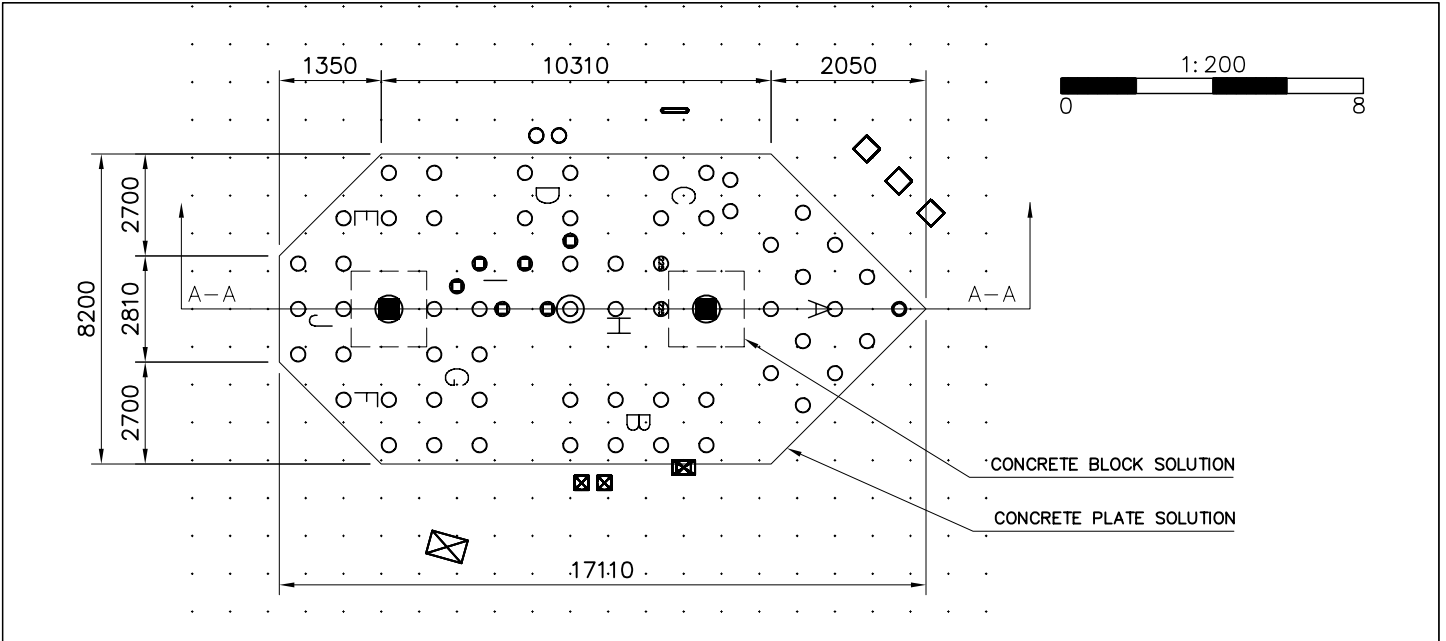 1350
10310
2050
1:200
0
8
2700
D
C
E
8200
2810
A-A
I
A-A
J
H
A
G
2700
F
B
CONCRETE BLOCK SOLUTION
CONCRETE PLATE SOLUTION
17110